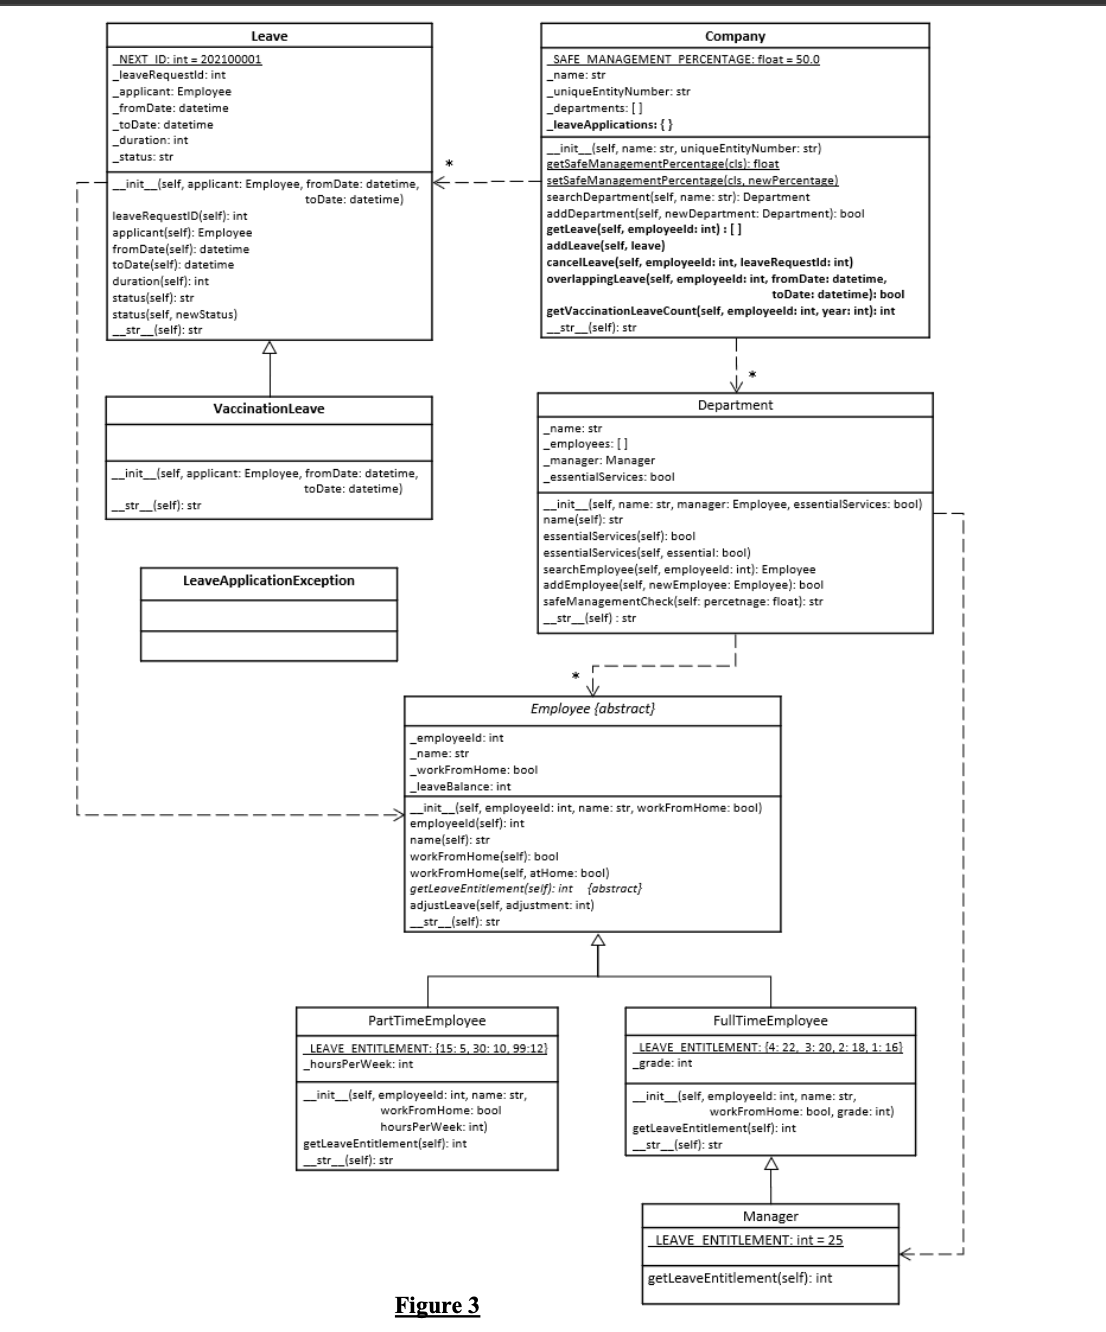 Leave
_NEXT_ID: int = 202100001
_leaveRequestId: int
_applicant: Employee
_fromDate: datetime
_toDate: datetime
_duration: int
_status: str
__init__(self, applicant: Employee, fromDate: datetime,
toDate: datetime)
leaveRequestID(self): int
applicant(self): Employee
fromDate(self): datetime
toDate(self): datetime
duration(self): int
status(self): str
status(self, newStatus)
__str__(self): str
Company
_SAFE_MANAGEMENT_PERCENTAGE: float = 50.0
_name: str
_uniqueEntityNumber: str
_departments: [ ]
_leaveApplications: { }
__init__(self, name: str, uniqueEntityNumber: str)
getSafeManagementPercentage(cls): float
setSafeManagementPercentage(cls, newPercentage)
searchDepartment(self, name: str): Department
addDepartment(self, newDepartment: Department): bool
getLeave(self, employeeId: int) : [ ]
addLeave(self, leave)
cancelLeave(self, employeeId: int, leaveRequestId: int)
overlappingLeave(self, employeeId: int, fromDate: datetime,
toDate: datetime): bool
getVaccinationLeaveCount(self, employeeId: int, year: int): int
__str__(self): str
*
*
VaccinationLeave
__init__(self, applicant: Employee, fromDate: datetime,
toDate: datetime)
__str__(self): str
Department
_name: str
_employees: [ ]
_manager: Manager
_essentialServices: bool
__init__(self, name: str, manager: Employee, essentialServices: bool)
name(self): str
essentialServices(self): bool
essentialServices(self, essential: bool)
searchEmployee(self, employeeId: int): Employee
addEmployee(self, newEmployee: Employee): bool
safeManagementCheck(self: percetnage: float): str
__str__(self) : str
LeaveApplicationException
*
Employee {abstract}
_employeeId: int
_name: str
_workFromHome: bool
_leaveBalance: int
__init__(self, employeeId: int, name: str, workFromHome: bool)
employeeId(self): int
name(self): str
workFromHome(self): bool
workFromHome(self, atHome: bool)
getLeaveEntitlement(self): int {abstract}
adjustLeave(self, adjustment: int)
__str__(self): str
PartTimeEmployee
_LEAVE_ENTITLEMENT: {15: 5, 30: 10, 99:12}
_hoursPerWeek: int
__init__(self, employeeId: int, name: str,
workFromHome: bool
hoursPerWeek: int)
getLeaveEntitlement(self): int
__str__(self): str
FullTimeEmployee
_LEAVE_ENTITLEMENT: {4: 22, 3: 20, 2: 18, 1: 16}
_grade: int
__init__(self, employeeId: int, name: str,
workFromHome: bool, grade: int)
getLeaveEntitlement(self): int
__str__(self): str
Manager
_LEAVE_ENTITLEMENT: int = 25
getLeaveEntitlement(self): int
Figure 3